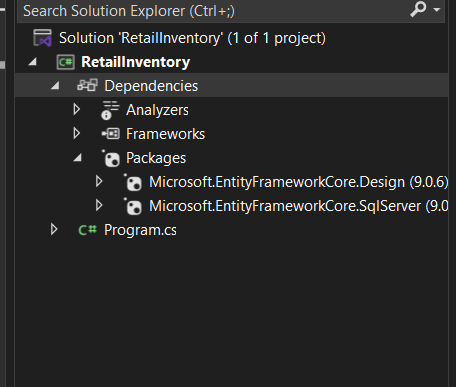 Search Solution Explorer (Ctrl+;)
Solution 'RetailInventory' (1 of 1 project)
C# RetailInventory
Dependencies
Analyzers
Frameworks
Packages
Microsoft.EntityFrameworkCore.Design (9.0.6)
Microsoft.EntityFrameworkCore.SqlServer (9.0
C# Program.cs